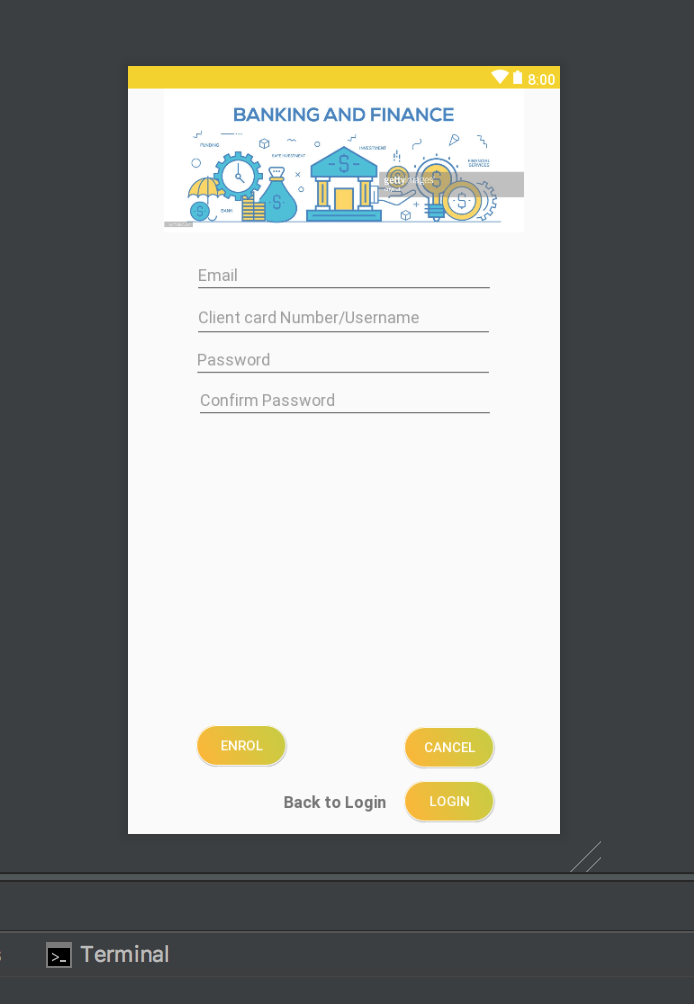 8:00
BANKING AND FINANCE
FUNDING
SAFE INVESTMENT
INVESTMENT
FINANCIAL
SERVICES
BANK
getty images
Email
Client card Number/Username
Password
Confirm Password
ENROL
CANCEL
Back to Login
LOGIN
Terminal